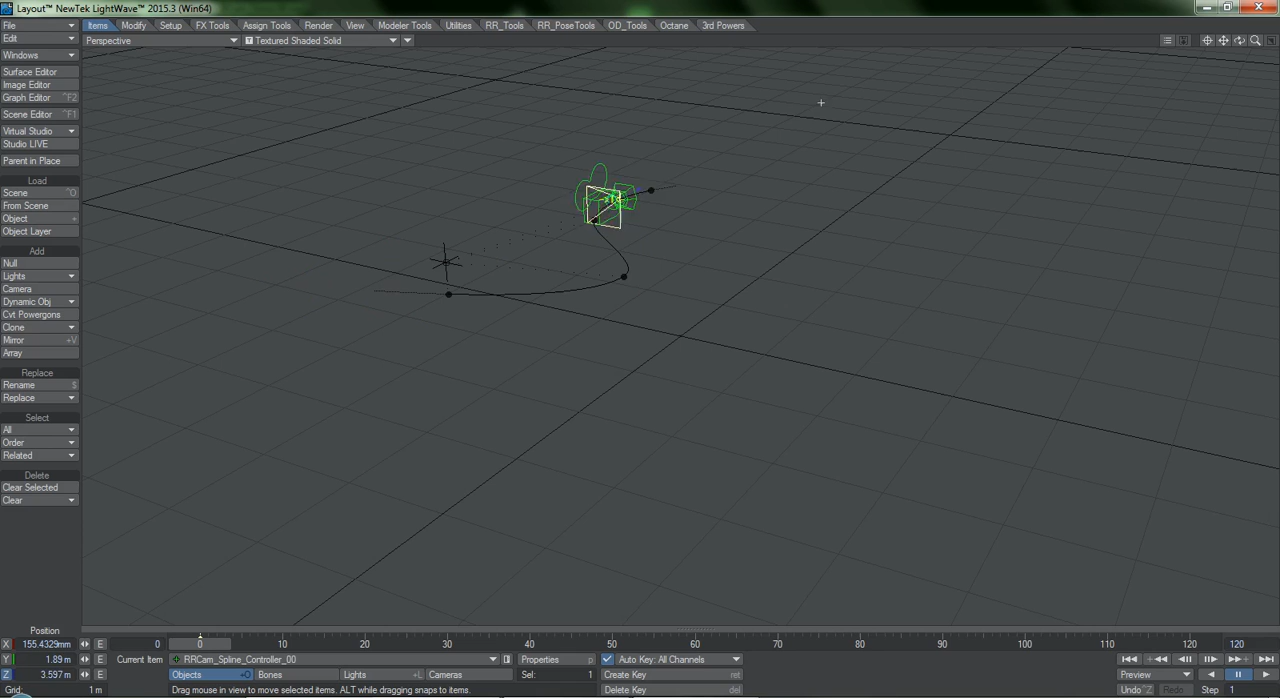 Layout™ NewTek LightWave™ 2015.3 (Win64)
File Items Modify Setup FX Tools Assign Tools Render View Modeler Tools Utilities RR_Tools RR_PoseTools OD_Tools Octane 3rd Powers
Edit Perspective Textured Shaded Solid
Windows
Surface Editor
Image Editor
Graph Editor ^F2
Scene Editor ^F1
Virtual Studio
Studio LIVE
Parent in Place
Load
Scene ^O
From Scene
Object +
Object Layer
Add
Null
Lights
Camera
Dynamic Obj
Cvt Powergons
Clone
Mirror +V
Array
Replace
Rename $
Replace
Select
All
Order
Related
Delete
Clear Selected
Clear
Position
X 155.4329mm E 0 0 10 20 30 40 50 60 70 80 90 100 110 120 120
Y 1.89 m E Current Item RRCam_Spline_Controller_00 Properties p Auto Key: All Channels Preview
Z 3.597 m E Objects +O Bones Lights +L Cameras Sel: 1 Create Key ret
Grid: 1 m Drag mouse in view to move selected items. ALT while dragging snaps to items. Delete Key del Undo ^Z Redo Step 1